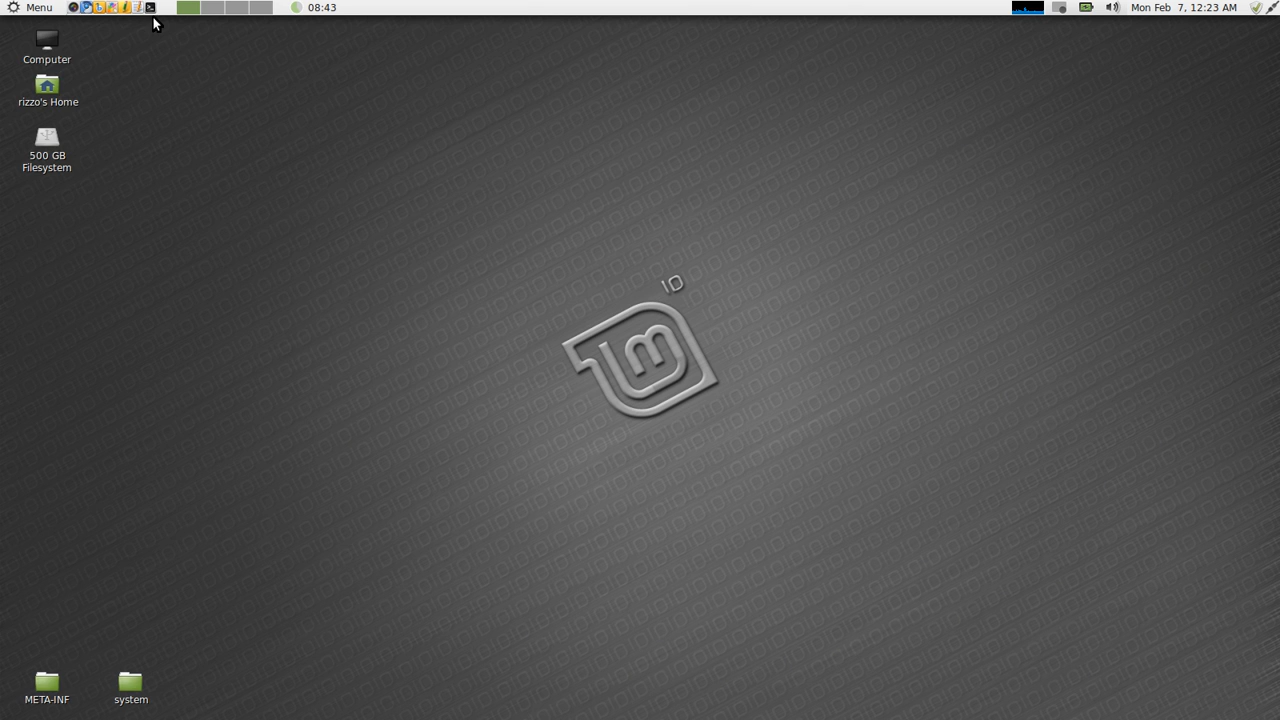 Menu
08:43
Mon Feb 7, 12:23 AM
Computer
rizzo's Home
500 GB
Filesystem
10
META-INF
system